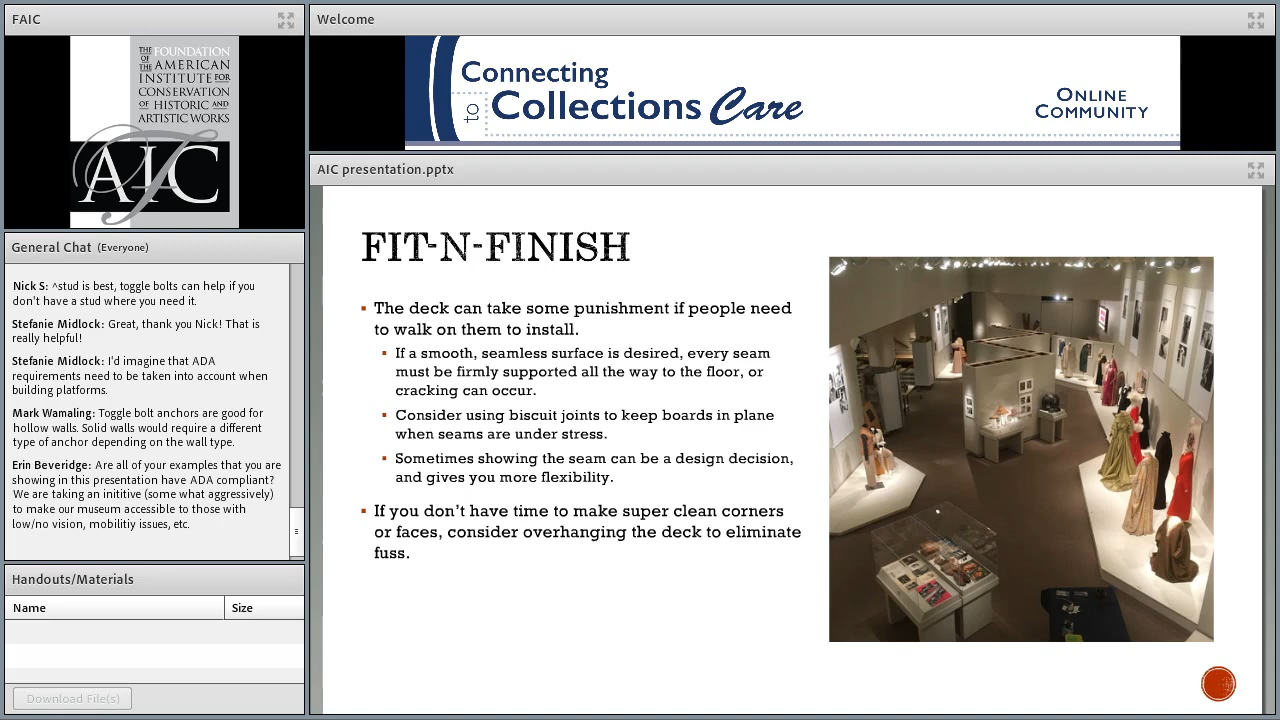 FAIC
THE FOUNDATION
OF THE AMERICAN
INSTITUTE FOR
CONSERVATION
OF HISTORIC AND
ARTISTIC WORKS
AIC
Welcome
Connecting
to Collections Care
ONLINE
COMMUNITY
General Chat (Everyone)
Nick S: ^stud is best, toggle bolts can help if you
don't have a stud where you need it.
Stefanie Midlock: Great, thank you Nick! That is
really helpful!
Stefanie Midlock: I'd imagine that ADA
requirements need to be taken into account when
building platforms.
Mark Wamaling: Toggle bolt anchors are good for
hollow walls. Solid walls would require a different
type of anchor depending on the wall type.
Erin Beveridge: Are all of your examples that you are
showing in this presentation have ADA compliant?
We are taking an inititive (some what aggressively)
to make our museum accessible to those with
low/no vision, mobilitiy issues, etc.
Handouts/Materials
Name Size
Download File(s)
AIC presentation.pptx
FIT-N-FINISH
The deck can take some punishment if people need
to walk on them to install.
If a smooth, seamless surface is desired, every seam
must be firmly supported all the way to the floor, or
cracking can occur.
Consider using biscuit joints to keep boards in plane
when seams are under stress.
Sometimes showing the seam can be a design decision,
and gives you more flexibility.
If you don't have time to make super clean corners
or faces, consider overhanging the deck to eliminate
fuss.